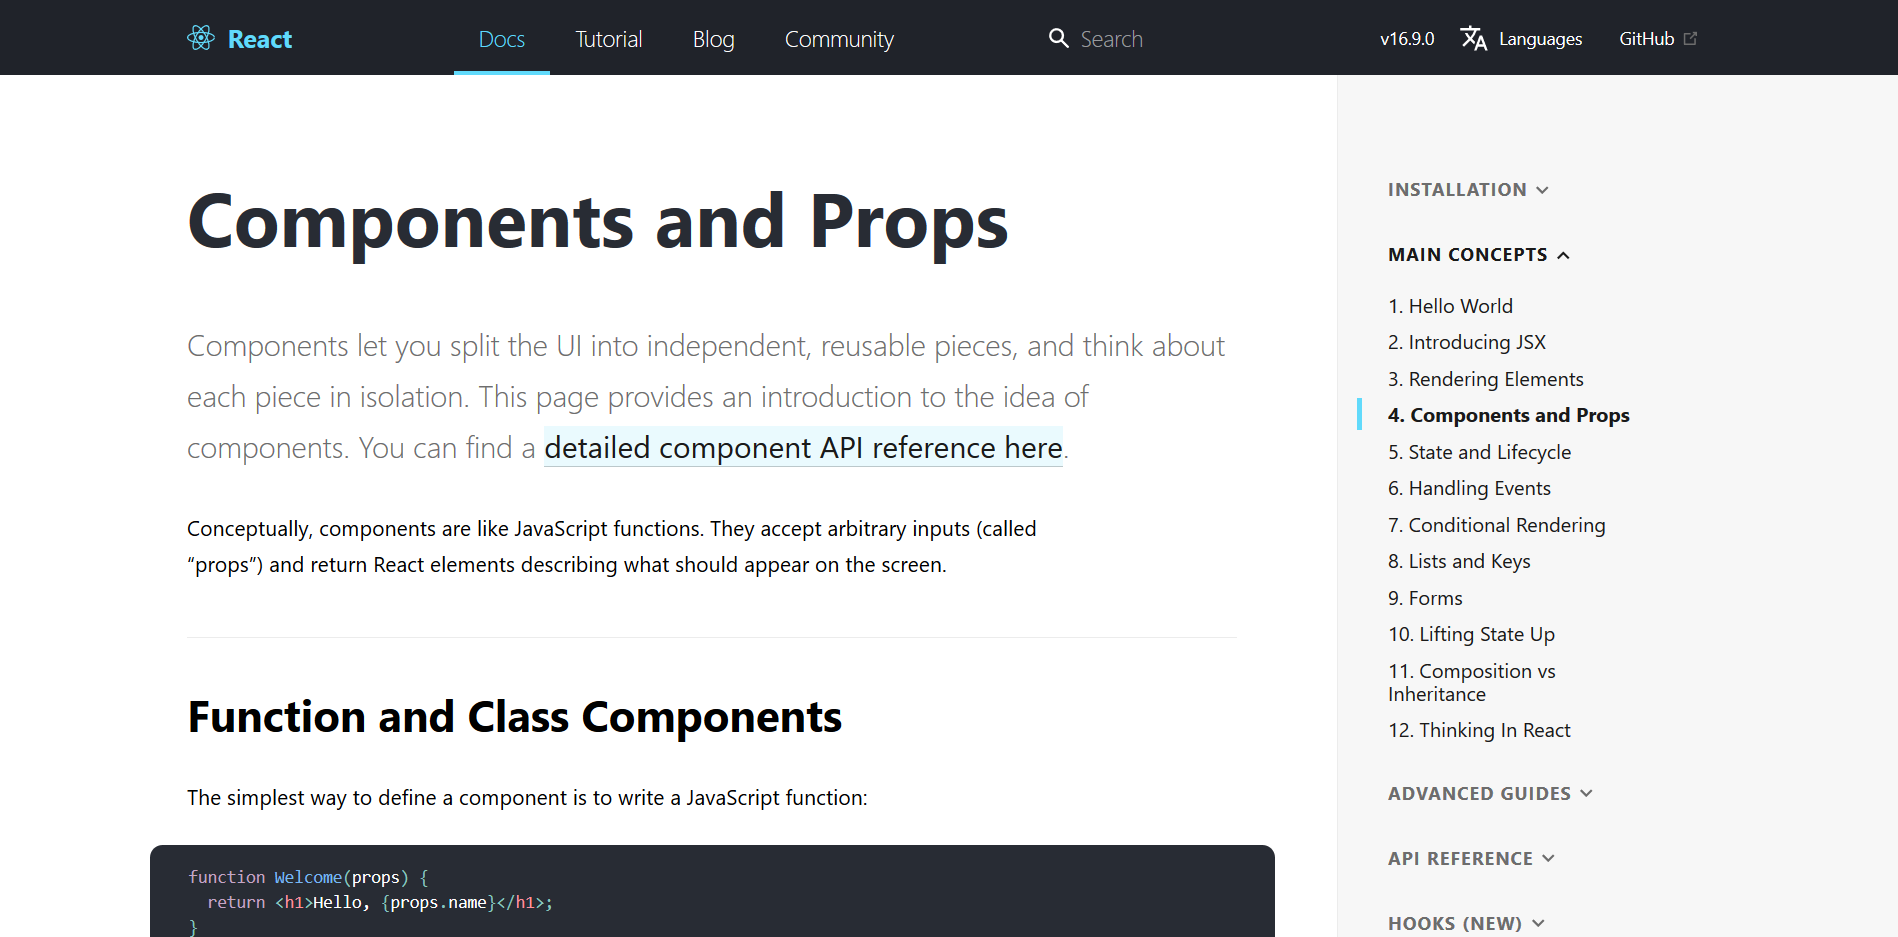 React
Docs Tutorial Blog Community
Search
v16.9.0 Languages GitHub
Components and Props
Components let you split the UI into independent, reusable pieces, and think about
each piece in isolation. This page provides an introduction to the idea of
components. You can find a detailed component API reference here.
Conceptually, components are like JavaScript functions. They accept arbitrary inputs (called
“props”) and return React elements describing what should appear on the screen.
Function and Class Components
The simplest way to define a component is to write a JavaScript function:
function Welcome(props) {
  return <h1>Hello, {props.name}</h1>;
}
INSTALLATION
MAIN CONCEPTS
1. Hello World
2. Introducing JSX
3. Rendering Elements
4. Components and Props
5. State and Lifecycle
6. Handling Events
7. Conditional Rendering
8. Lists and Keys
9. Forms
10. Lifting State Up
11. Composition vs
Inheritance
12. Thinking In React
ADVANCED GUIDES
API REFERENCE
HOOKS (NEW)